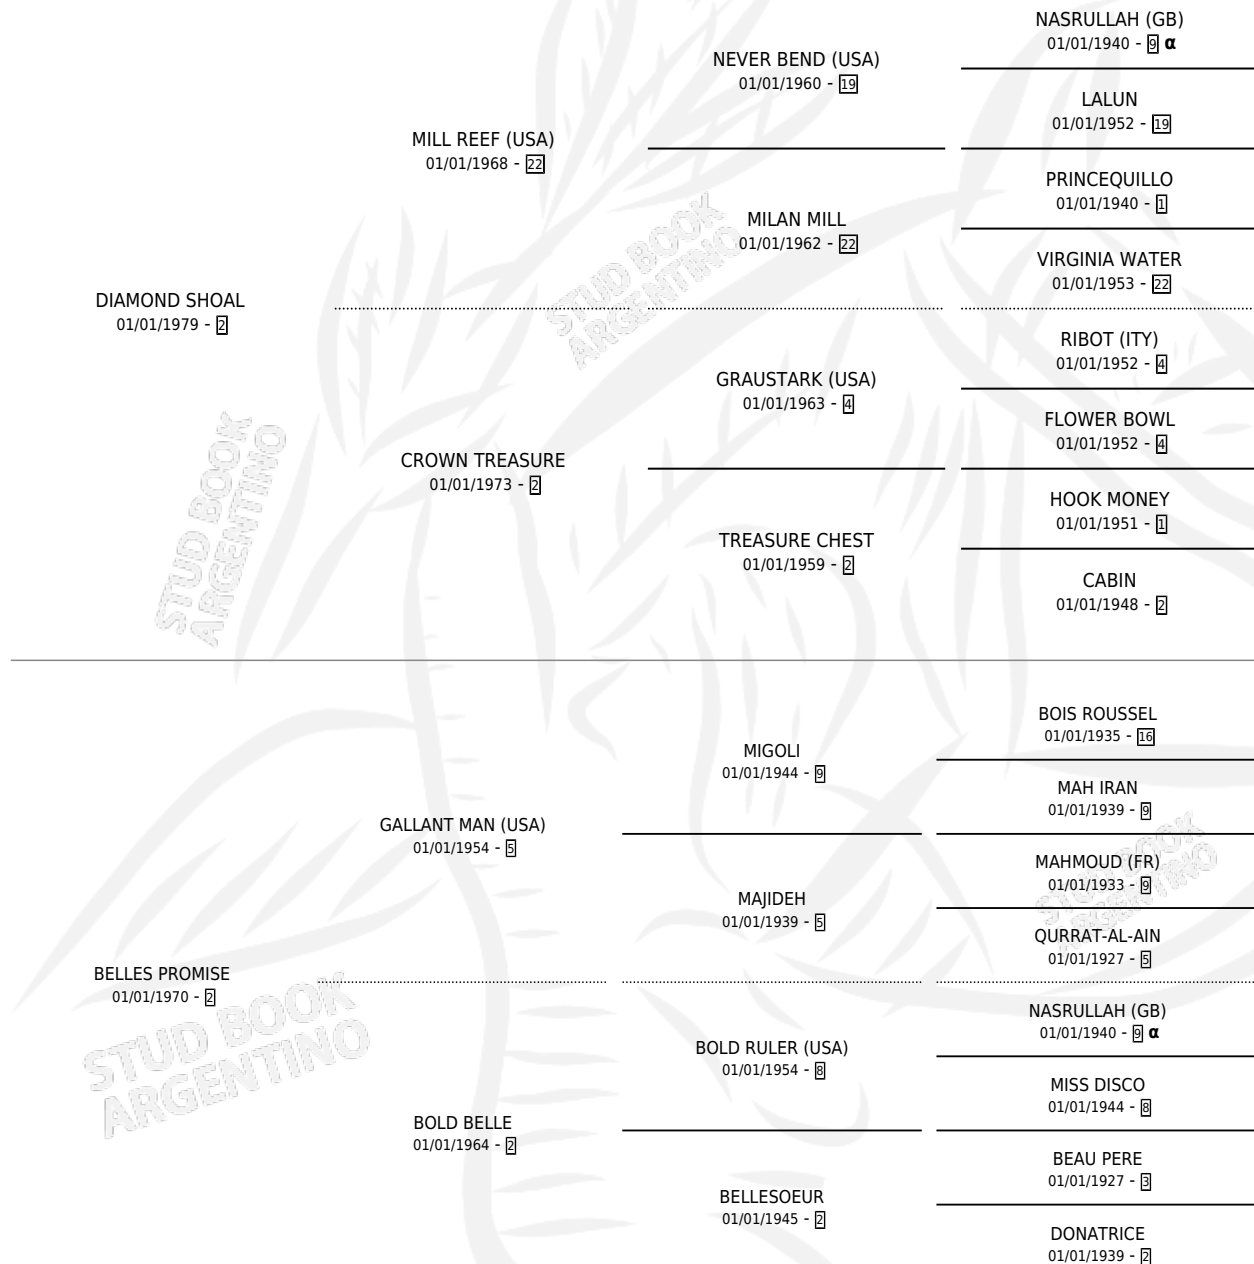 NASRULLAH (GB)
01/01/1940 - 9 α
NEVER BEND (USA)
01/01/1960 - 19
LALUN
01/01/1952 - 19
MILL REEF (USA)
01/01/1968 - 22
PRINCEQUILLO
01/01/1940 - 1
MILAN MILL
01/01/1962 - 22
VIRGINIA WATER
01/01/1953 - 22
DIAMOND SHOAL
01/01/1979 - 2
RIBOT (ITY)
01/01/1952 - 4
GRAUSTARK (USA)
01/01/1963 - 4
FLOWER BOWL
01/01/1952 - 4
CROWN TREASURE
01/01/1973 - 2
HOOK MONEY
01/01/1951 - 1
TREASURE CHEST
01/01/1959 - 2
CABIN
01/01/1948 - 2
BOIS ROUSSEL
01/01/1935 - 16
MIGOLI
01/01/1944 - 9
MAH IRAN
01/01/1939 - 9
GALLANT MAN (USA)
01/01/1954 - 5
MAHMOUD (FR)
01/01/1933 - 9
MAJIDEH
01/01/1939 - 5
QURRAT-AL-AIN
01/01/1927 - 5
BELLES PROMISE
01/01/1970 - 2
NASRULLAH (GB)
01/01/1940 - 9 α
BOLD RULER (USA)
01/01/1954 - 8
MISS DISCO
01/01/1944 - 8
BOLD BELLE
01/01/1964 - 2
BEAU PERE
01/01/1927 - 3
BELLESOEUR
01/01/1945 - 2
DONATRICE
01/01/1939 - 2
STUD BOOK
ARGENTINO
STUD BOOK
ARGENTINO
STUD BOOK
ARGENTINO
STUD BOOK
ARGENTINO